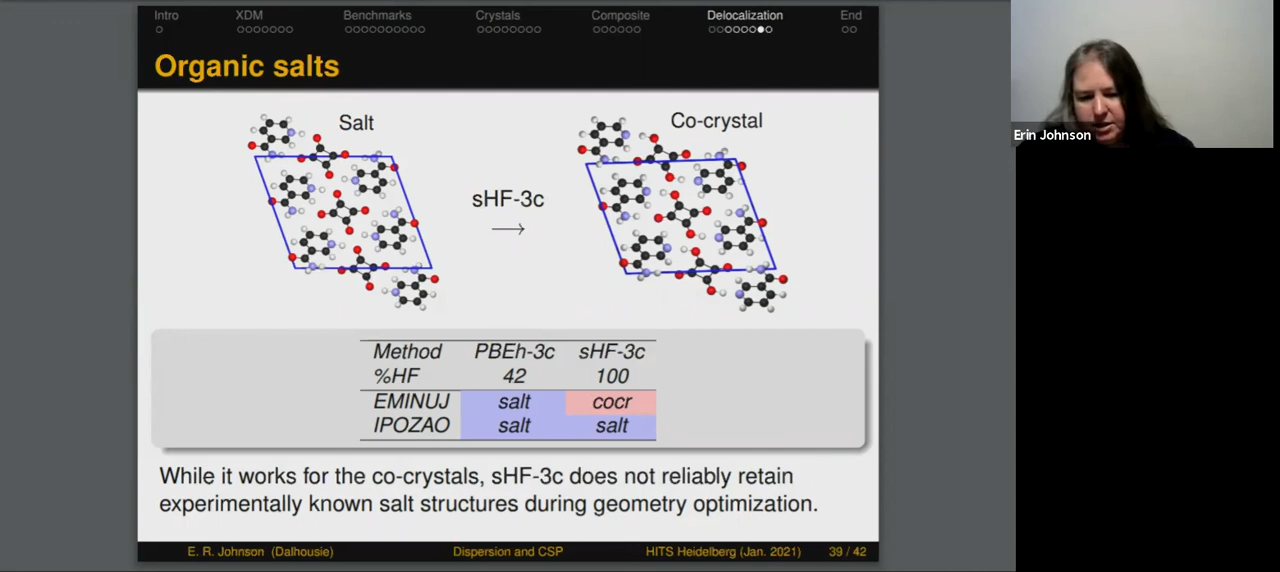 Intro XDM Benchmarks Crystals Composite Delocalization End
Organic salts
Salt
Co-crystal
sHF-3c
→
Method PBEh-3c sHF-3c
%HF 42 100
EMINUJ salt cocr
IPOZAO salt salt
While it works for the co-crystals, sHF-3c does not reliably retain
experimentally known salt structures during geometry optimization.
E. R. Johnson (Dalhousie) Dispersion and CSP HITS Heidelberg (Jan. 2021) 39 / 42
Erin Johnson